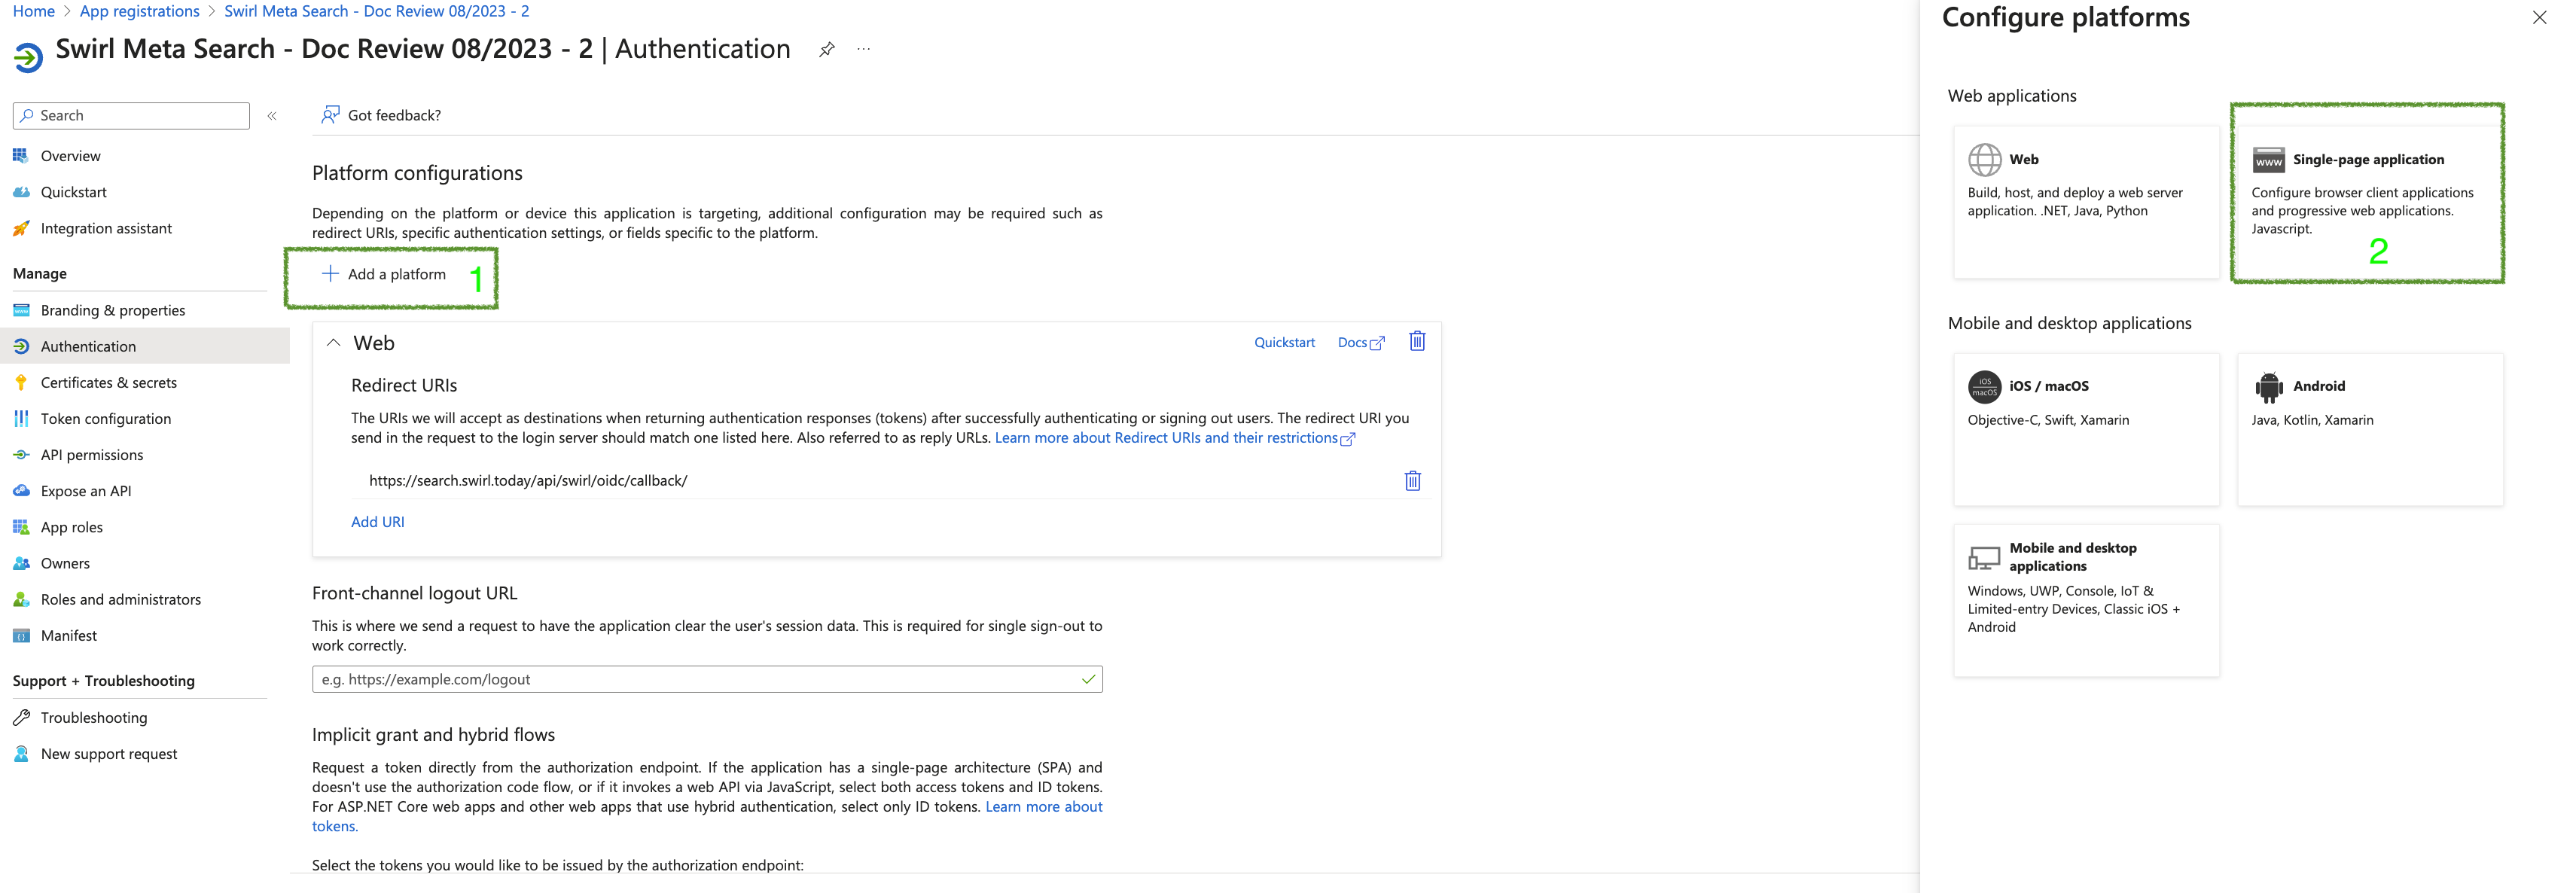 Home > App registrations > Swirl Meta Search - Doc Review 08/2023 - 2
Swirl Meta Search - Doc Review 08/2023 - 2 | Authentication
Search
Overview
Quickstart
Integration assistant
Manage
Branding & properties
Authentication
Certificates & secrets
Token configuration
API permissions
Expose an API
App roles
Owners
Roles and administrators
Manifest
Support + Troubleshooting
Troubleshooting
New support request
Got feedback?
Platform configurations
Depending on the platform or device this application is targeting, additional configuration may be required such as
redirect URIs, specific authentication settings, or fields specific to the platform.
Add a platform 1
Web
Quickstart Docs
Redirect URIs
The URIs we will accept as destinations when returning authentication responses (tokens) after successfully authenticating or signing out users. The redirect URI you
send in the request to the login server should match one listed here. Also referred to as reply URLs. Learn more about Redirect URIs and their restrictions
https://search.swirl.today/api/swirl/oidc/callback/
Add URI
Front-channel logout URL
This is where we send a request to have the application clear the user's session data. This is required for single sign-out to
work correctly.
e.g. https://example.com/logout
Implicit grant and hybrid flows
Request a token directly from the authorization endpoint. If the application has a single-page architecture (SPA) and
doesn't use the authorization code flow, or if it invokes a web API via JavaScript, select both access tokens and ID tokens.
For ASP.NET Core web apps and other web apps that use hybrid authentication, select only ID tokens. Learn more about
tokens.
Select the tokens you would like to be issued by the authorization endpoint:
Configure platforms
Web applications
Web
Build, host, and deploy a web server
application. .NET, Java, Python
www Single-page application
Configure browser client applications
and progressive web applications.
Javascript.
2
Mobile and desktop applications
iOS
macOS
iOS / macOS
Objective-C, Swift, Xamarin
Android
Java, Kotlin, Xamarin
Mobile and desktop
applications
Windows, UWP, Console, IoT &
Limited-entry Devices, Classic iOS +
Android